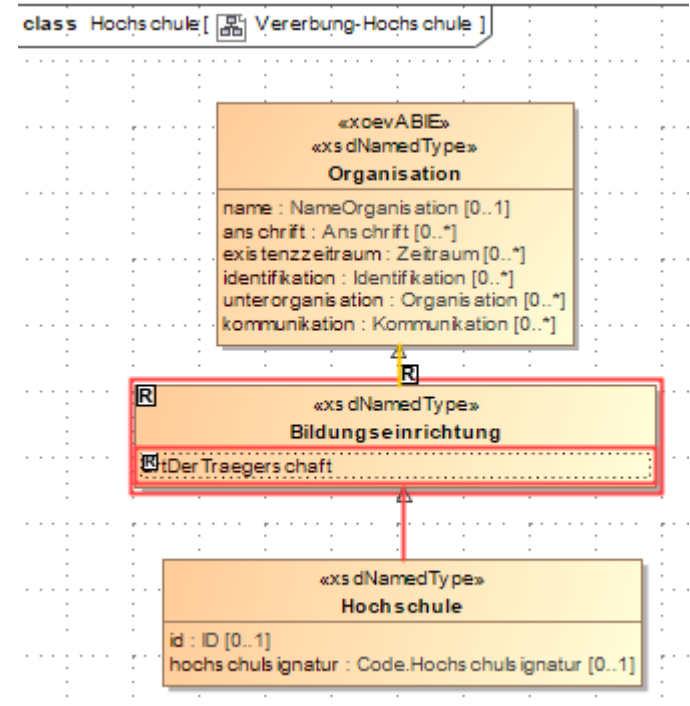 class Hochschule[ Vererbung-Hochschule ]
«xoevABIE»
«xsdNamedType»
Organisation
name : NameOrganisation [0..1]
anschrift : Anschrift [0..*]
existenzzeitraum : Zeitraum [0..*]
identifikation : Identifikation [0..*]
unterorganisation : Organisation [0..*]
kommunikation : Kommunikation [0..*]
R
R
«xsdNamedType»
Bildungseinrichtung
R tDerTraegerschaft
«xsdNamedType»
Hochschule
id : ID [0..1]
hochschulsignatur : Code.Hochschulsignatur [0..1]